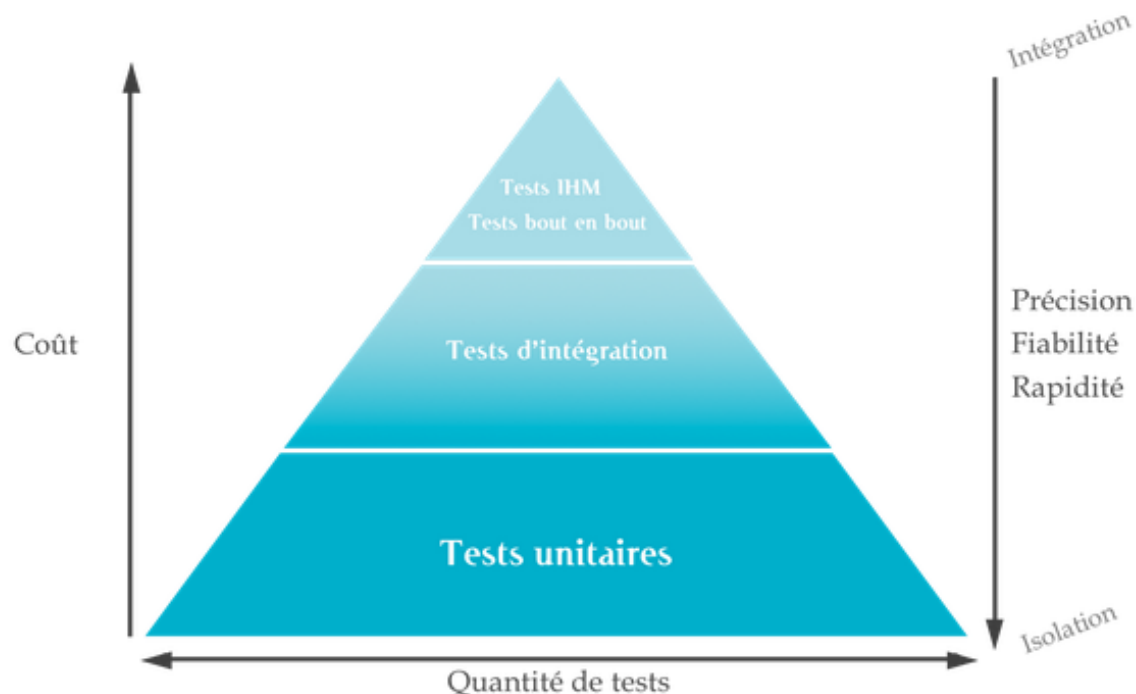 Intégration
Tests IHM
Tests bout en bout
Coût
Tests d'intégration
Précision
Fiabilité
Rapidité
Tests unitaires
Isolation
Quantité de tests